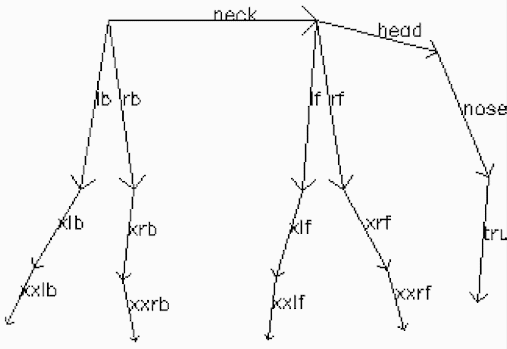 neck
head
lb
rb
lf
rf
nose
xlb
xrb
xlf
xrf
tru
xxlb
xxrb
xxlf
xxrf